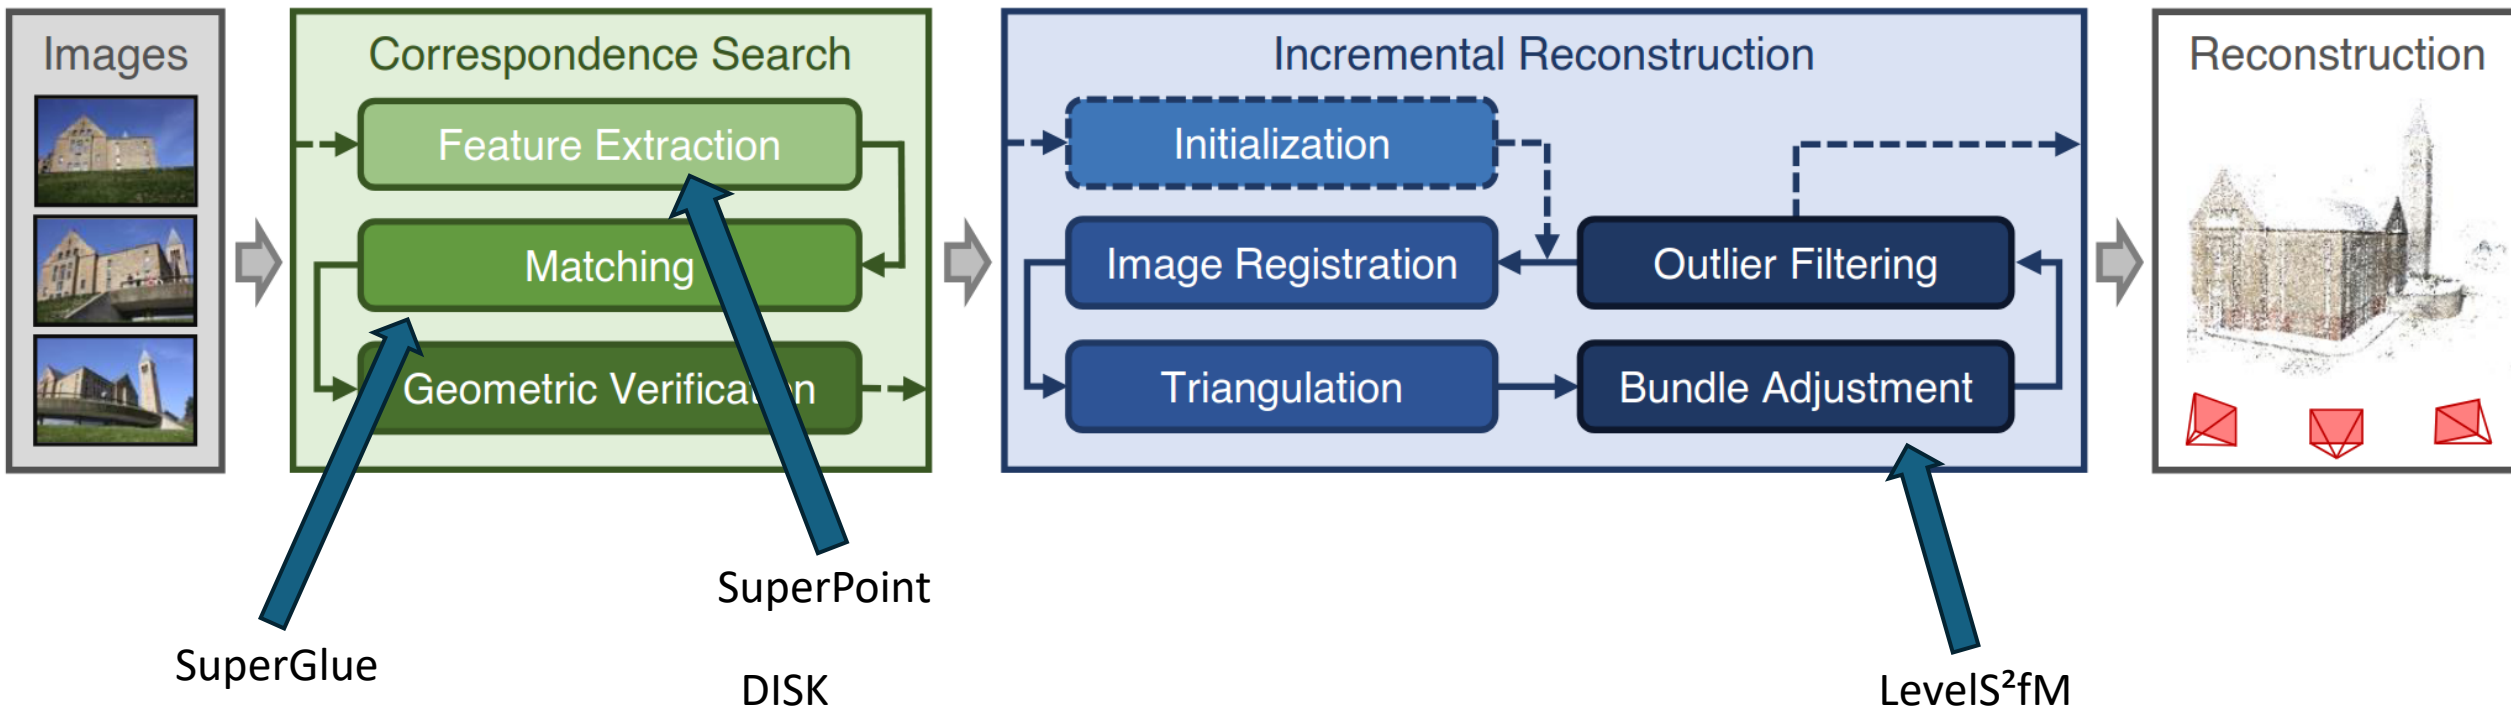 Images
Correspondence Search
Feature Extraction
Matching
Geometric Verification
Incremental Reconstruction
Initialization
Image Registration
Triangulation
Outlier Filtering
Bundle Adjustment
Reconstruction
SuperGlue
SuperPoint
DISK
LevelS²fM